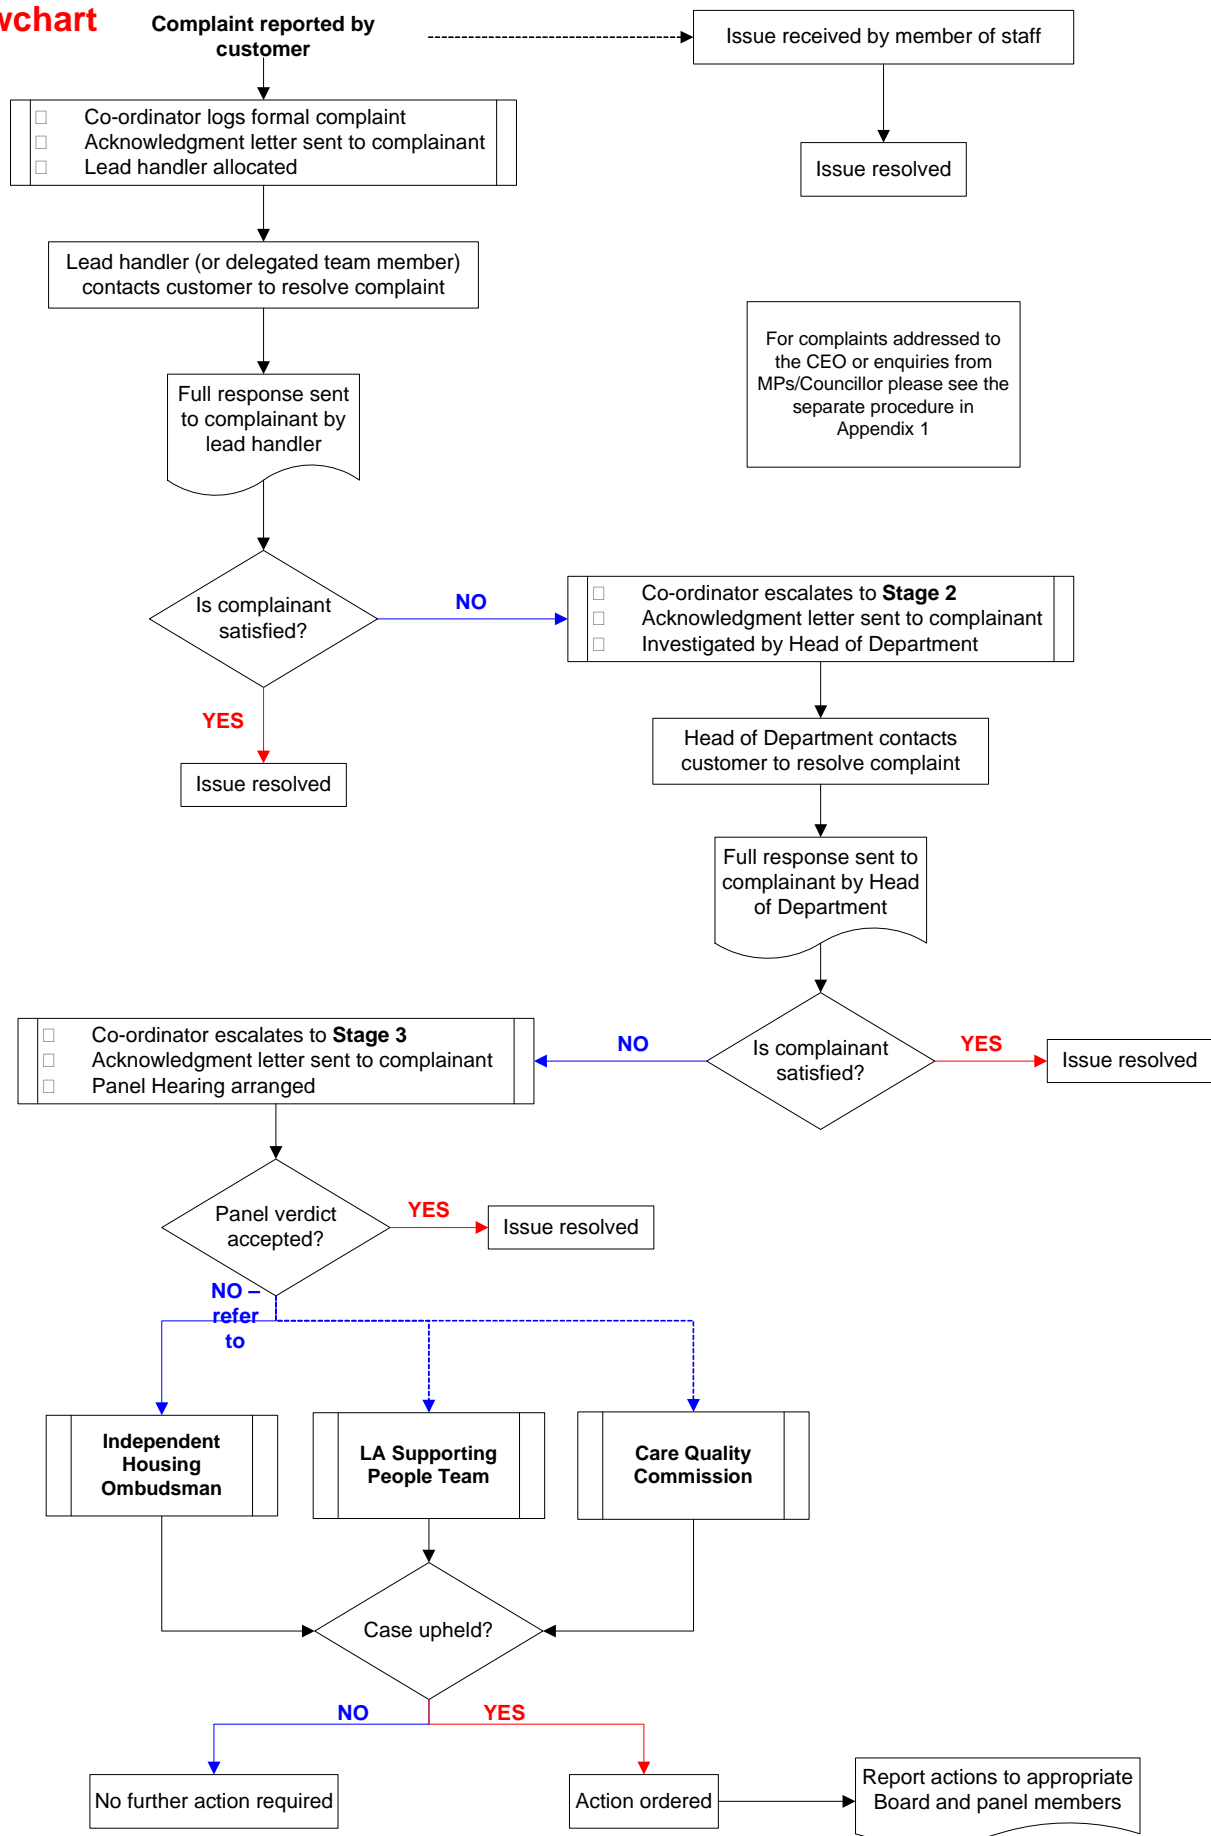 wchart
Complaint reported by
customer
Issue received by member of staff
Co-ordinator logs formal complaint
Acknowledgment letter sent to complainant
Lead handler allocated
Issue resolved
Lead handler (or delegated team member)
contacts customer to resolve complaint
For complaints addressed to
the CEO or enquiries from
MPs/Councillor please see the
separate procedure in
Appendix 1
Full response sent
to complainant by
lead handler
Is complainant
satisfied?
NO
Co-ordinator escalates to Stage 2
Acknowledgment letter sent to complainant
Investigated by Head of Department
YES
Issue resolved
Head of Department contacts
customer to resolve complaint
Full response sent to
complainant by Head
of Department
Is complainant
satisfied?
YES
Issue resolved
NO
Co-ordinator escalates to Stage 3
Acknowledgment letter sent to complainant
Panel Hearing arranged
Panel verdict
accepted?
YES
Issue resolved
NO –
refer
to
Independent
Housing
Ombudsman
LA Supporting
People Team
Care Quality
Commission
Case upheld?
NO
YES
No further action required
Action ordered
Report actions to appropriate
Board and panel members